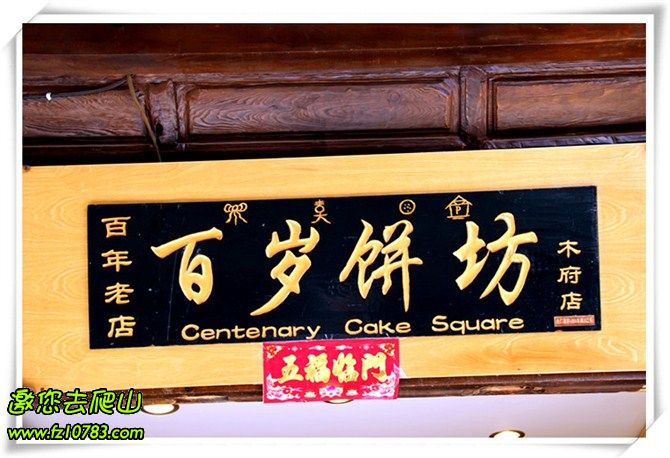 百年老店
百岁饼坊
木府店
Centenary Cake Square
五福临门
邀您去爬山
www.fz10783.com